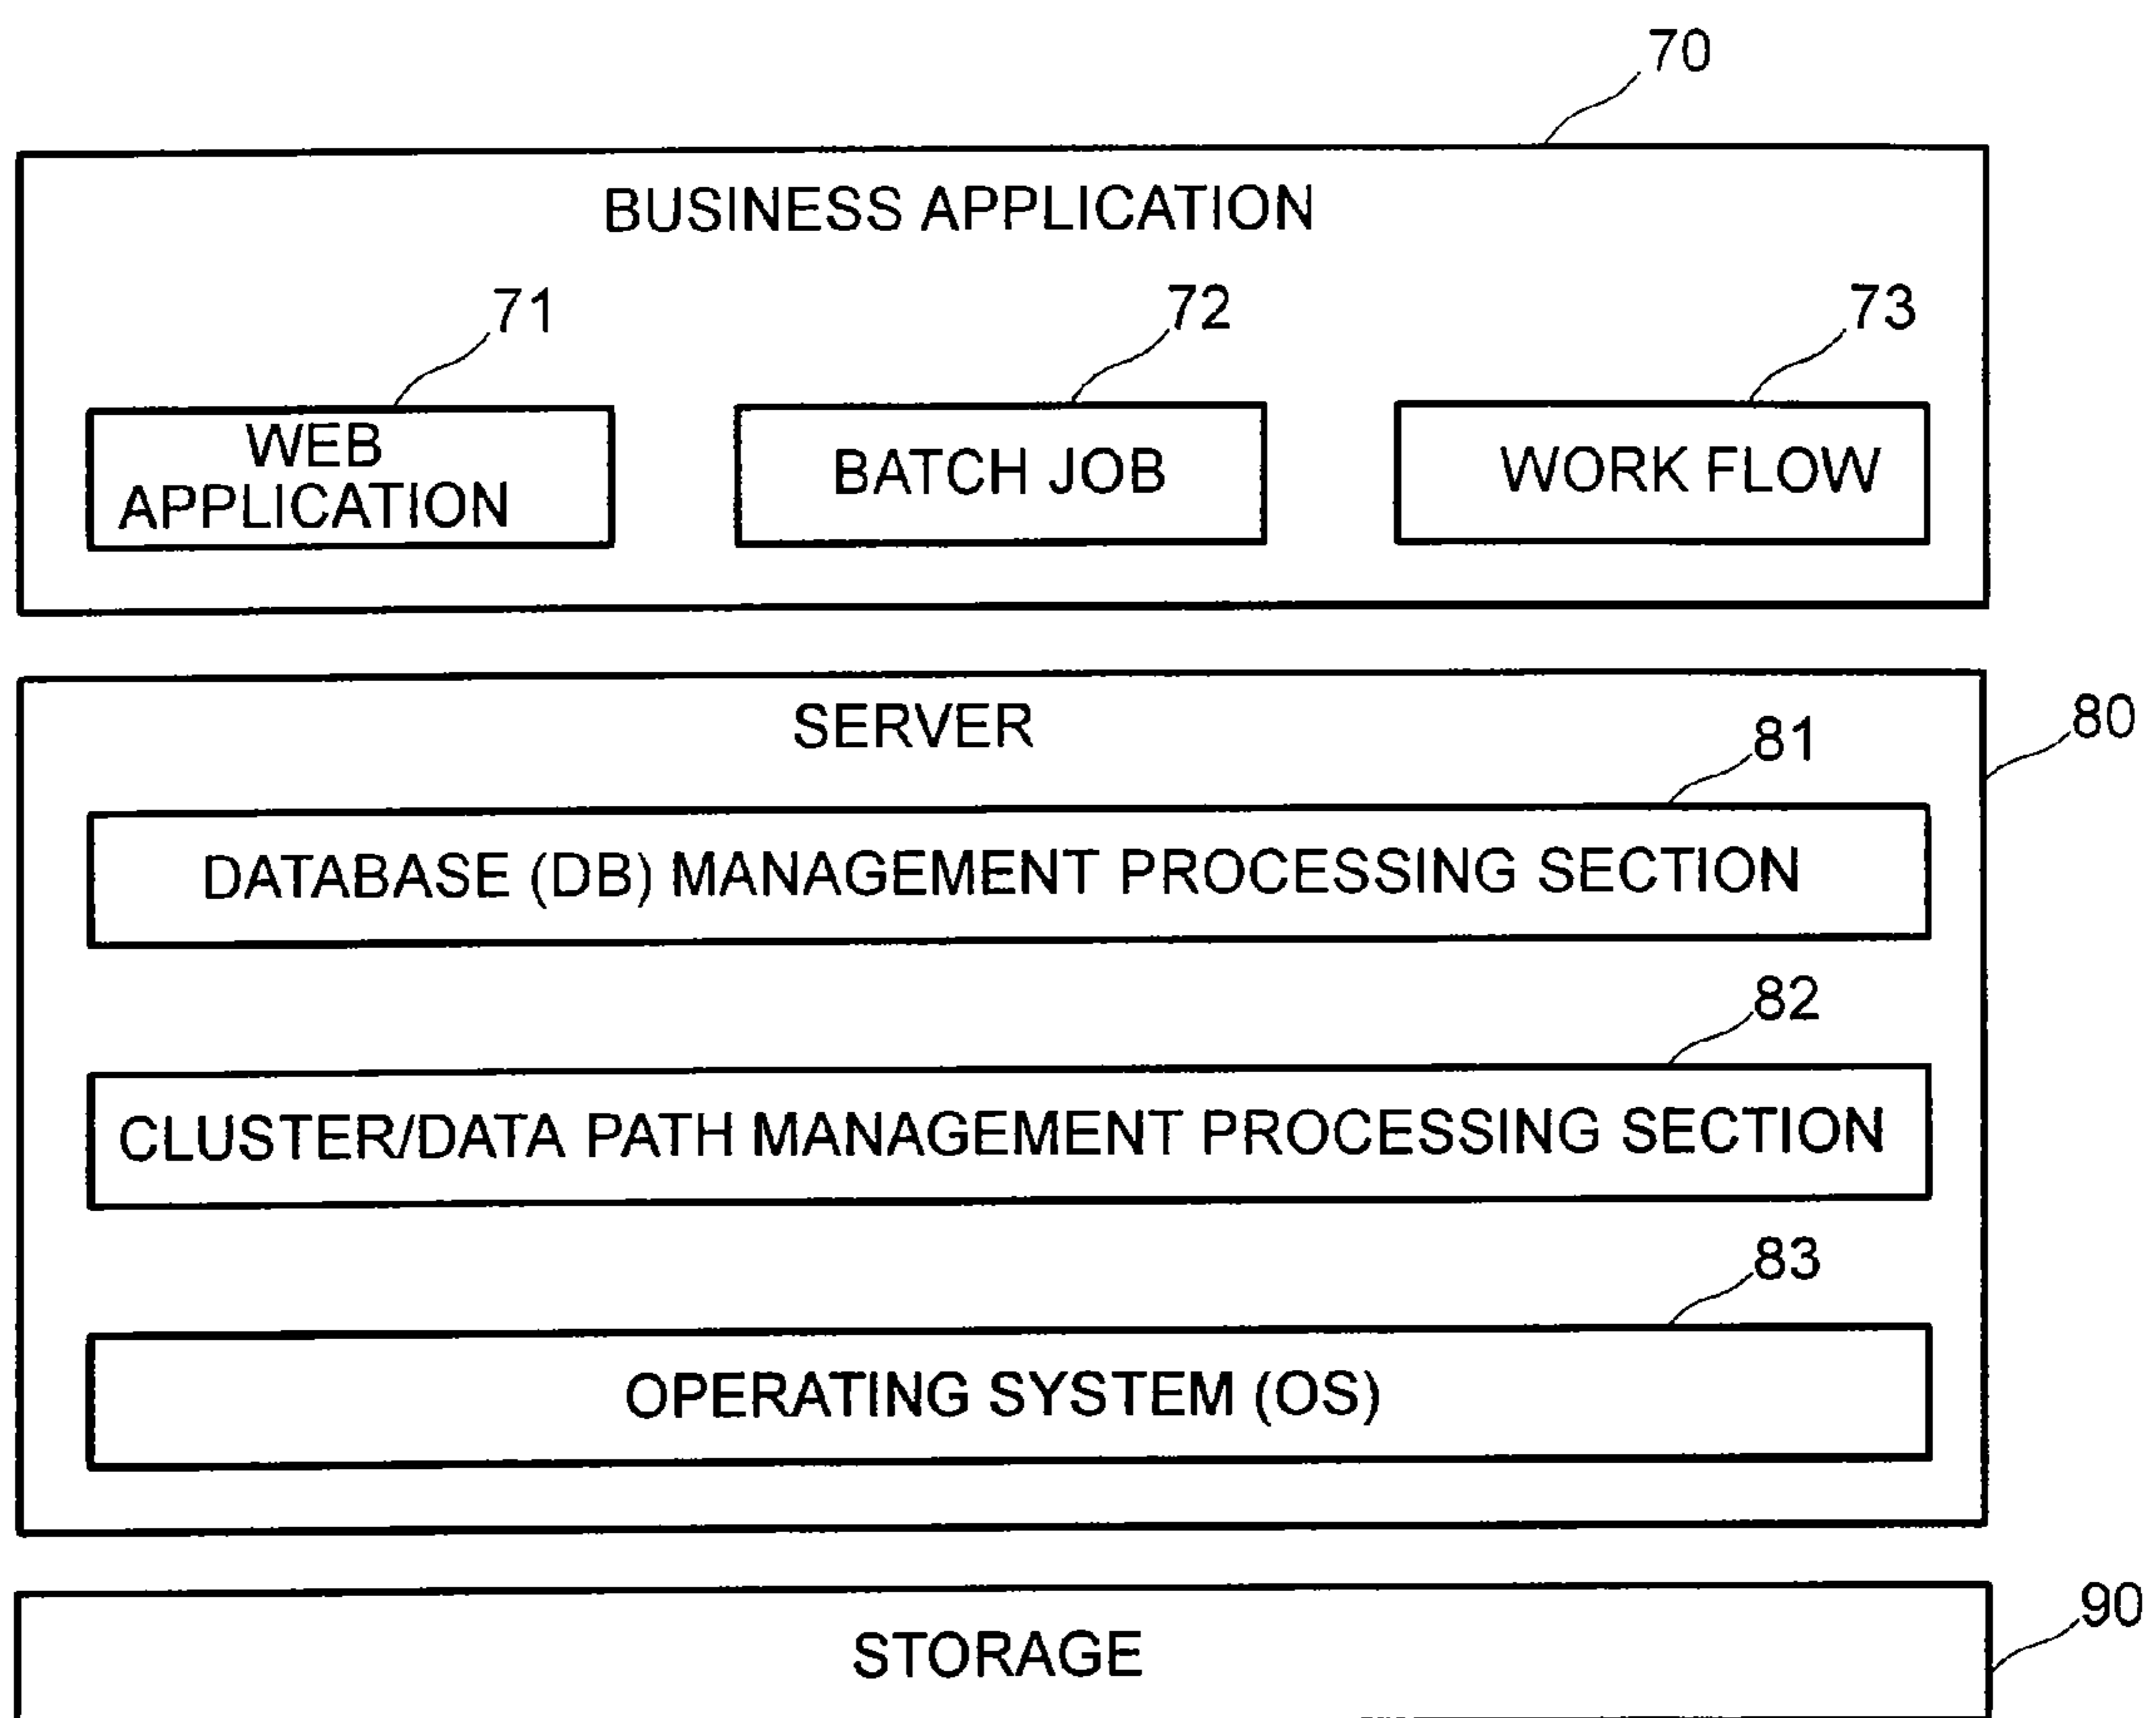 70
BUSINESS APPLICATION
71
72
73
WEB
APPLICATION
BATCH JOB
WORK FLOW
80
SERVER
81
DATABASE (DB) MANAGEMENT PROCESSING SECTION
82
CLUSTER/DATA PATH MANAGEMENT PROCESSING SECTION
83
OPERATING SYSTEM (OS)
90
STORAGE